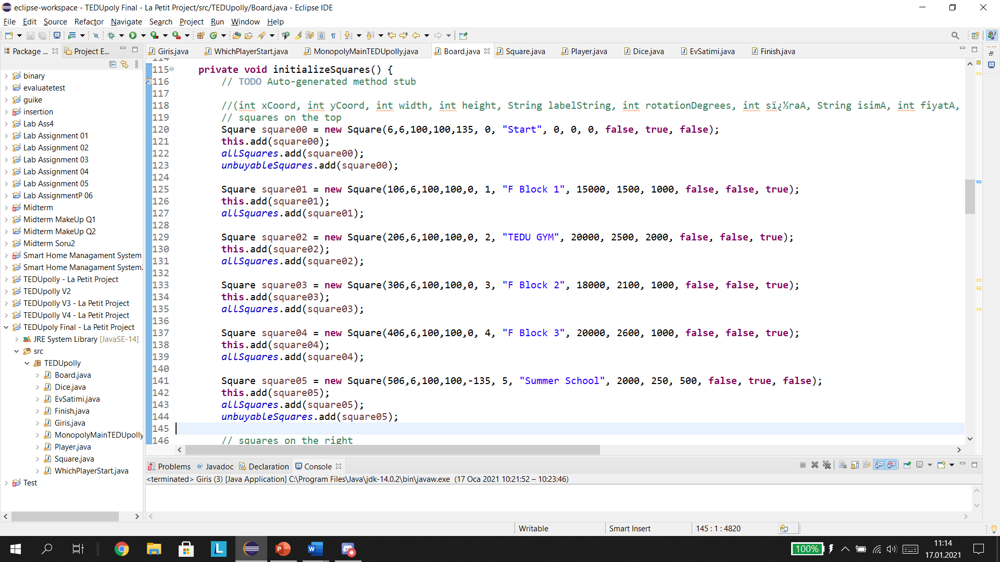 eclipse-workspace - TEDUpoly Final - La Petit Project/src/TEDUpolly/Board.java - Eclipse IDE
File Edit Source Refactor Navigate Search Project Run Window Help
Package ... Project E...
Giris.java WhichPlayerStart.java MonopolyMainTEDUpolly.java Board.java Square.java Player.java Dice.java EvSatimi.java Finish.java
binary
evaluatetest
guike
insertion
Lab Ass4
Lab Assignment 01
Lab Assignment 02
Lab Assignment 03
Lab Assignment 04
Lab Assignment 05
Lab AssignmentP 06
Midterm
Midterm MakeUp Q1
Midterm MakeUp Q2
Midterm Soru2
Smart Home Managament System
Smart Home Managament System
TEDUpolly - La Petit Project
TEDUpolly V2
TEDUpolly V3 - La Petit Project
TEDUpolly V4 - La Petit Project
TEDUpoly Final - La Petit Project
JRE System Library [JavaSE-14]
src
TEDUpolly
Board.java
Dice.java
EvSatimi.java
Finish.java
Giris.java
MonopolyMainTEDUpolly
Player.java
Square.java
WhichPlayerStart.java
Test
114
115 private void initializeSquares() {
116 // TODO Auto-generated method stub
117
118 //(int xCoord, int yCoord, int width, int height, String labelString, int rotationDegrees, int sï¿½raA, String isimA, int fiyatA,
119 // squares on the top
120 Square square00 = new Square(6,6,100,100,135, 0, "Start", 0, 0, 0, false, true, false);
121 this.add(square00);
122 allSquares.add(square00);
123 unbuyableSquares.add(square00);
124
125 Square square01 = new Square(106,6,100,100,0, 1, "F Block 1", 15000, 1500, 1000, false, false, true);
126 this.add(square01);
127 allSquares.add(square01);
128
129 Square square02 = new Square(206,6,100,100,0, 2, "TEDU GYM", 20000, 2500, 2000, false, false, true);
130 this.add(square02);
131 allSquares.add(square02);
132
133 Square square03 = new Square(306,6,100,100,0, 3, "F Block 2", 18000, 2100, 1000, false, false, true);
134 this.add(square03);
135 allSquares.add(square03);
136
137 Square square04 = new Square(406,6,100,100,0, 4, "F Block 3", 20000, 2600, 1000, false, false, true);
138 this.add(square04);
139 allSquares.add(square04);
140
141 Square square05 = new Square(506,6,100,100,-135, 5, "Summer School", 2000, 250, 500, false, true, false);
142 this.add(square05);
143 allSquares.add(square05);
144 unbuyableSquares.add(square05);
145
146 // squares on the right
Problems @ Javadoc Declaration Console
<terminated> Giris (3) [Java Application] C:\Program Files\Java\jdk-14.0.2\bin\javaw.exe (17 Oca 2021 10:21:52 – 10:23:46)
Writable Smart Insert 145 : 1 : 4820
100% 11:14
17.01.2021